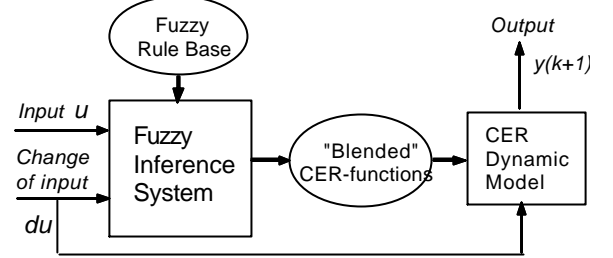 Fuzzy
Rule Base
Output
y(k+1)
Input u
Fuzzy
Inference
System
Change
of input
du
"Blended"
CER-functions
CER
Dynamic
Model